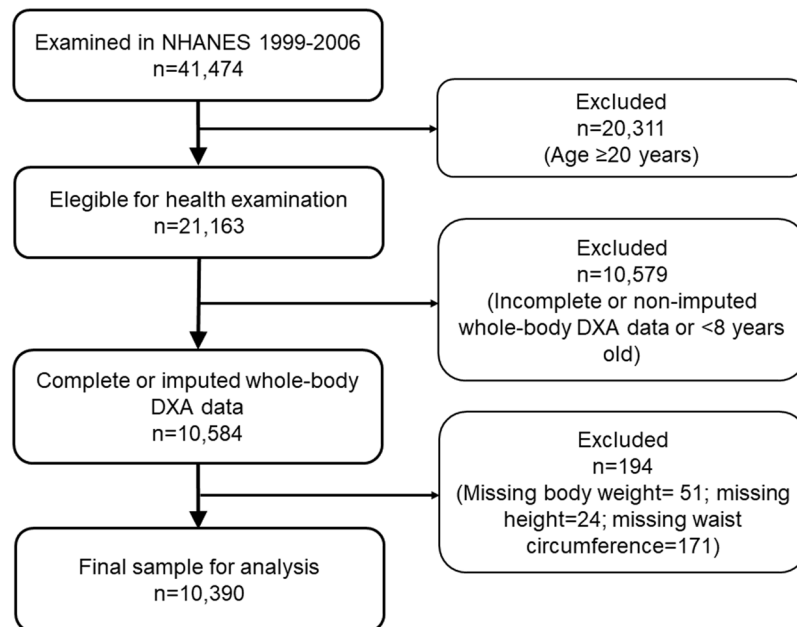 Examined in NHANES 1999-2006
n=41,474
Excluded
n=20,311
(Age ≥20 years)
Elegible for health examination
n=21,163
Excluded
n=10,579
(Incomplete or non-imputed
whole-body DXA data or <8 years
old)
Complete or imputed whole-body
DXA data
n=10,584
Excluded
n=194
(Missing body weight= 51; missing
height=24; missing waist
circumference=171)
Final sample for analysis
n=10,390